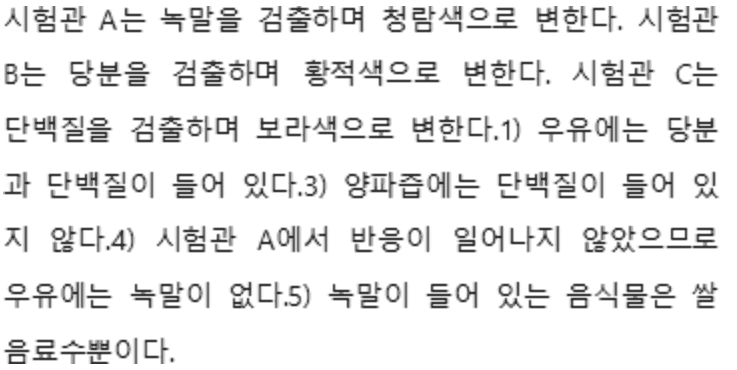 시험관 A는 녹말을 검출하며 청람색으로 변한다. 시험관
B는 당분을 검출하며 황적색으로 변한다. 시험관 C는
단백질을 검출하며 보라색으로 변한다.1) 우유에는 당분
과 단백질이 들어 있다.3) 양파즙에는 단백질이 들어 있
지 않다.4) 시험관 A에서 반응이 일어나지 않았으므로
우유에는 녹말이 없다.5) 녹말이 들어 있는 음식물은 쌀
음료수뿐이다.